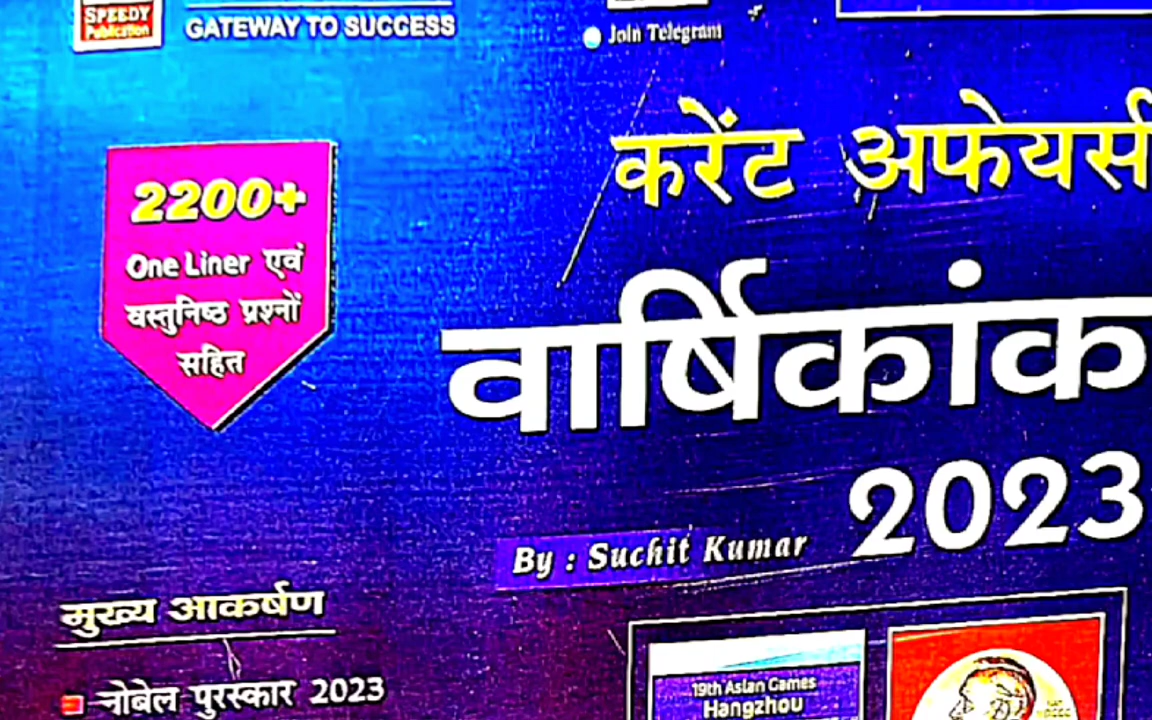 SPEEDY
Publication
GATEWAY TO SUCCESS
Join Telegram
करेंट अफेयर्स
2200+
One Liner एवं
वस्तुनिष्ठ प्रश्नों
सहित
वार्षिकांक
2023
By : Suchit Kumar
मुख्य आकर्षण
नोबेल पुरस्कार 2023
19th Asian Games
Hangzhou